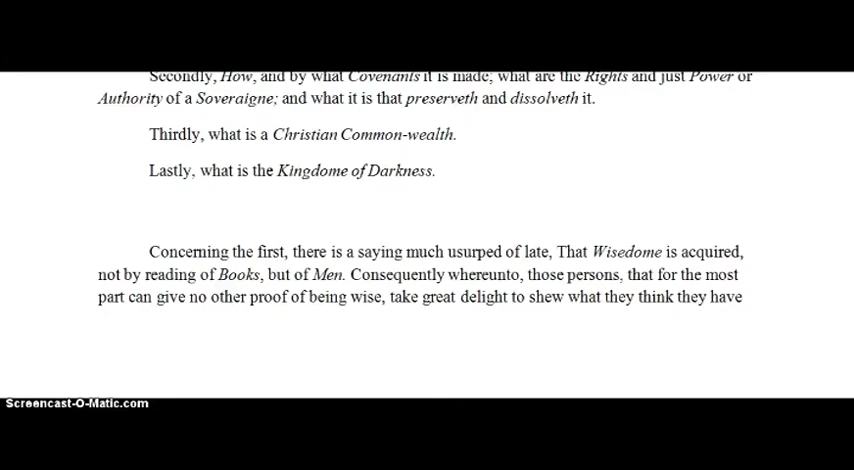 Secondly, How, and by what Covenants it is made; what are the Rights and just Power or
Authority of a Soveraigne; and what it is that preserveth and dissolveth it.
Thirdly, what is a Christian Common-wealth.
Lastly, what is the Kingdome of Darkness.
Concerning the first, there is a saying much usurped of late, That Wisedome is acquired,
not by reading of Books, but of Men. Consequently whereunto, those persons, that for the most
part can give no other proof of being wise, take great delight to shew what they think they have
Screencast-O-Matic.com